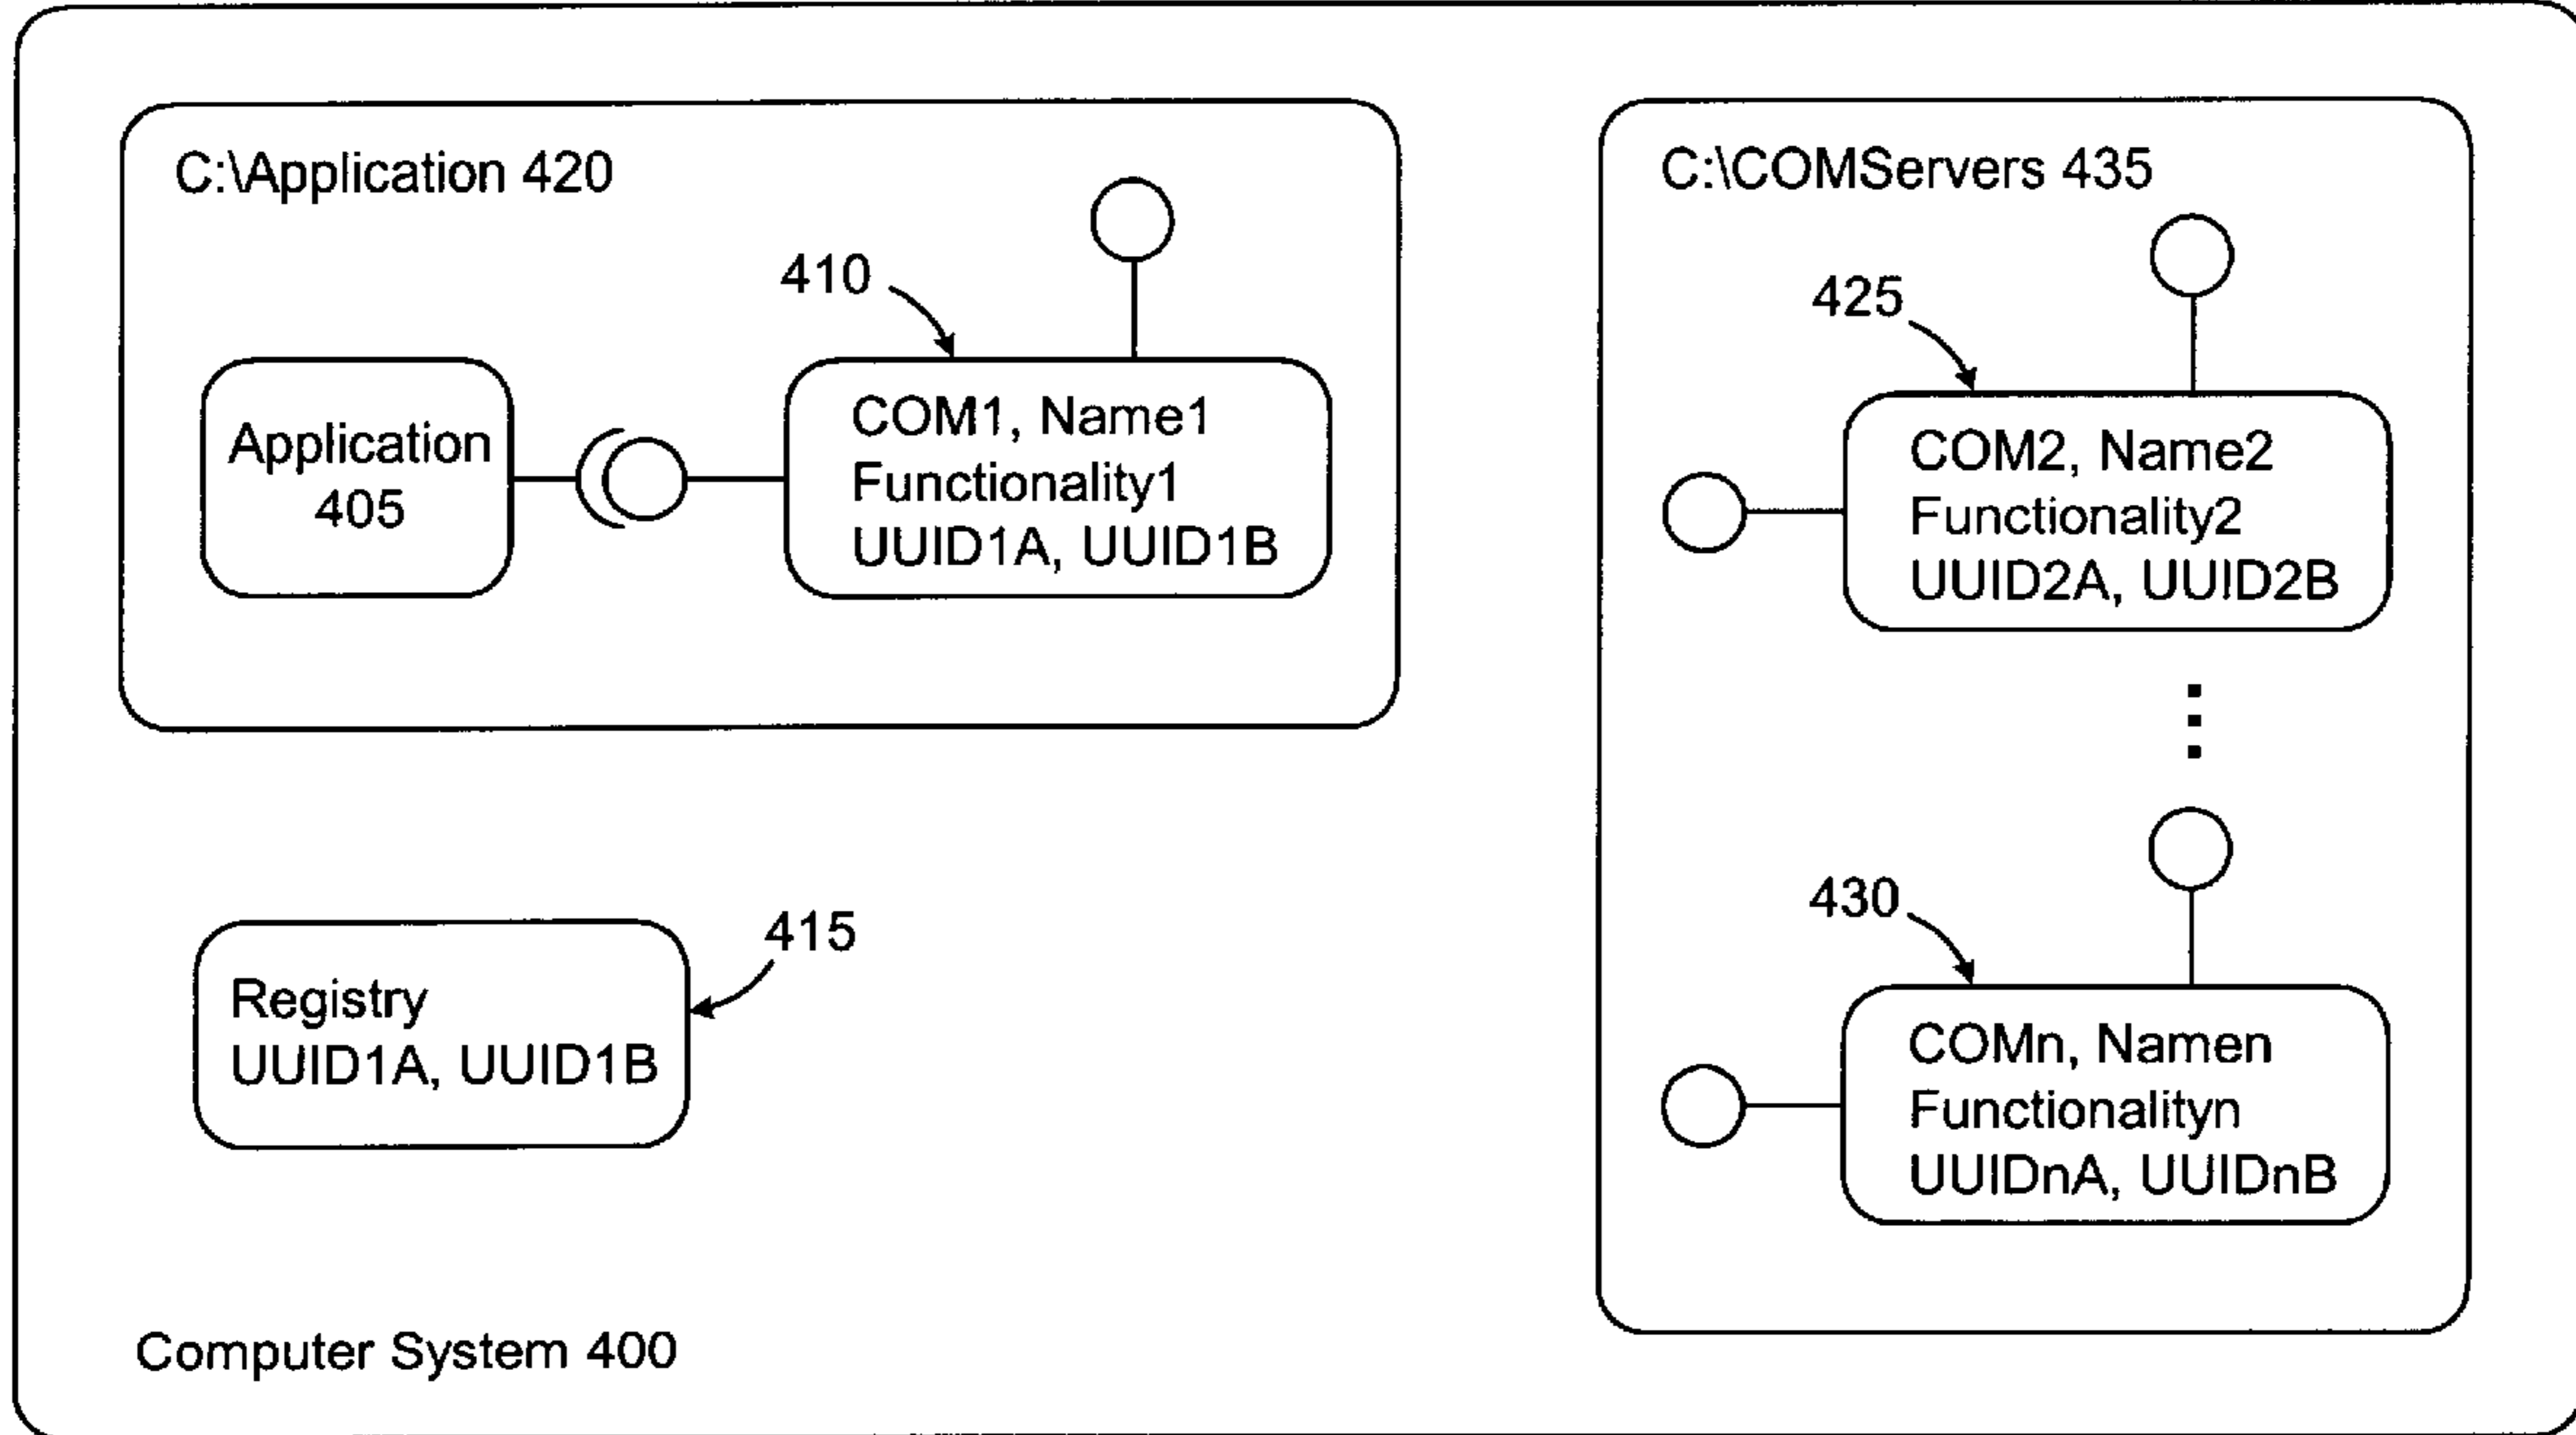 C:\Application 420
410
Application
405
COM1, Name1
Functionality1
UUID1A, UUID1B
C:\COMServers 435
425
COM2, Name2
Functionality2
UUID2A, UUID2B
430
COMn, Namen
Functionalityn
UUIDnA, UUIDnB
415
Registry
UUID1A, UUID1B
Computer System 400